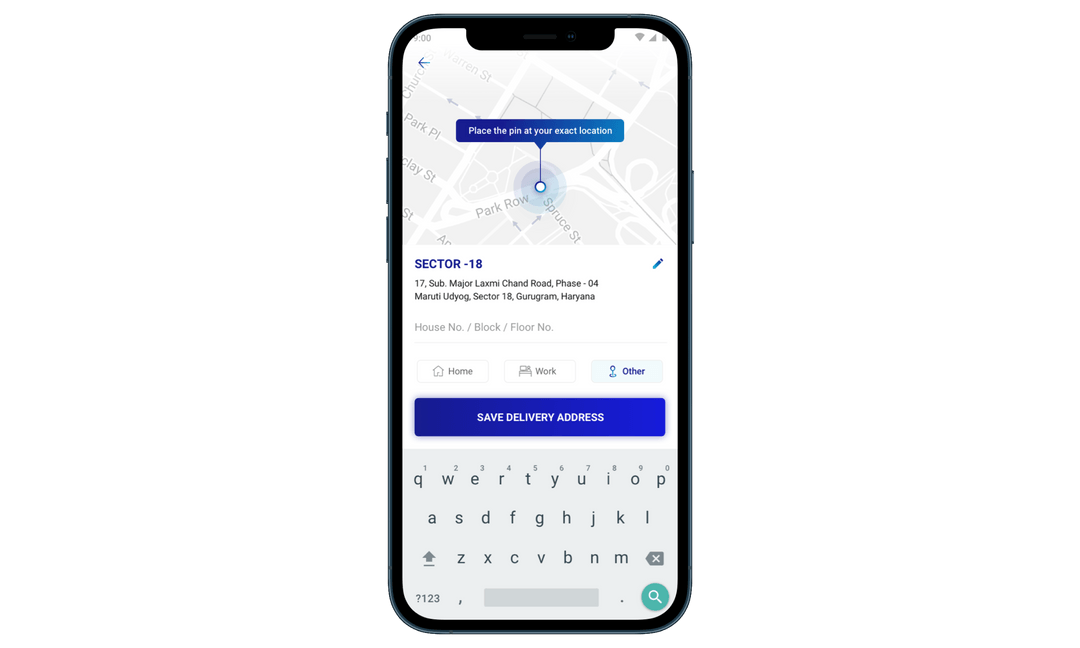 9:00
Warren St
Church
Park Pl
Place the pin at your exact location
clay St
Park Row
Spruce St
St
SECTOR -18
17, Sub. Major Laxmi Chand Road, Phase - 04
Maruti Udyog, Sector 18, Gurugram, Haryana
House No. / Block / Floor No.
Home
Work
Other
SAVE DELIVERY ADDRESS
1 2 3 4 5 6 7 8 9 0
q w e r t y u i o p
a s d f g h j k l
z x c v b n m
?123 , .